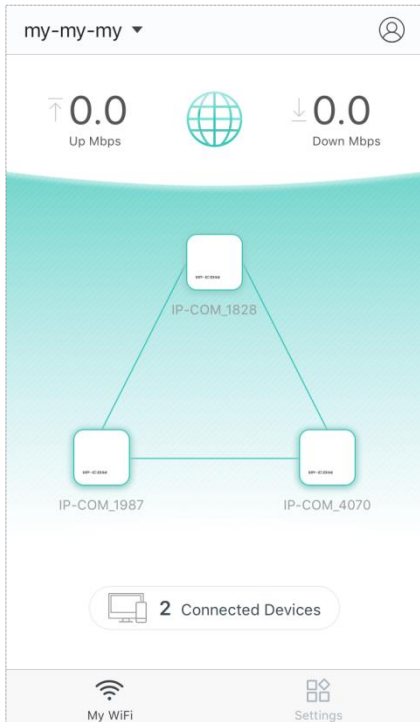 my-my-my
0.0
Up Mbps
0.0
Down Mbps
IP-COM_1828
IP-COM_1987
IP-COM_4070
2 Connected Devices
My WiFi
Settings